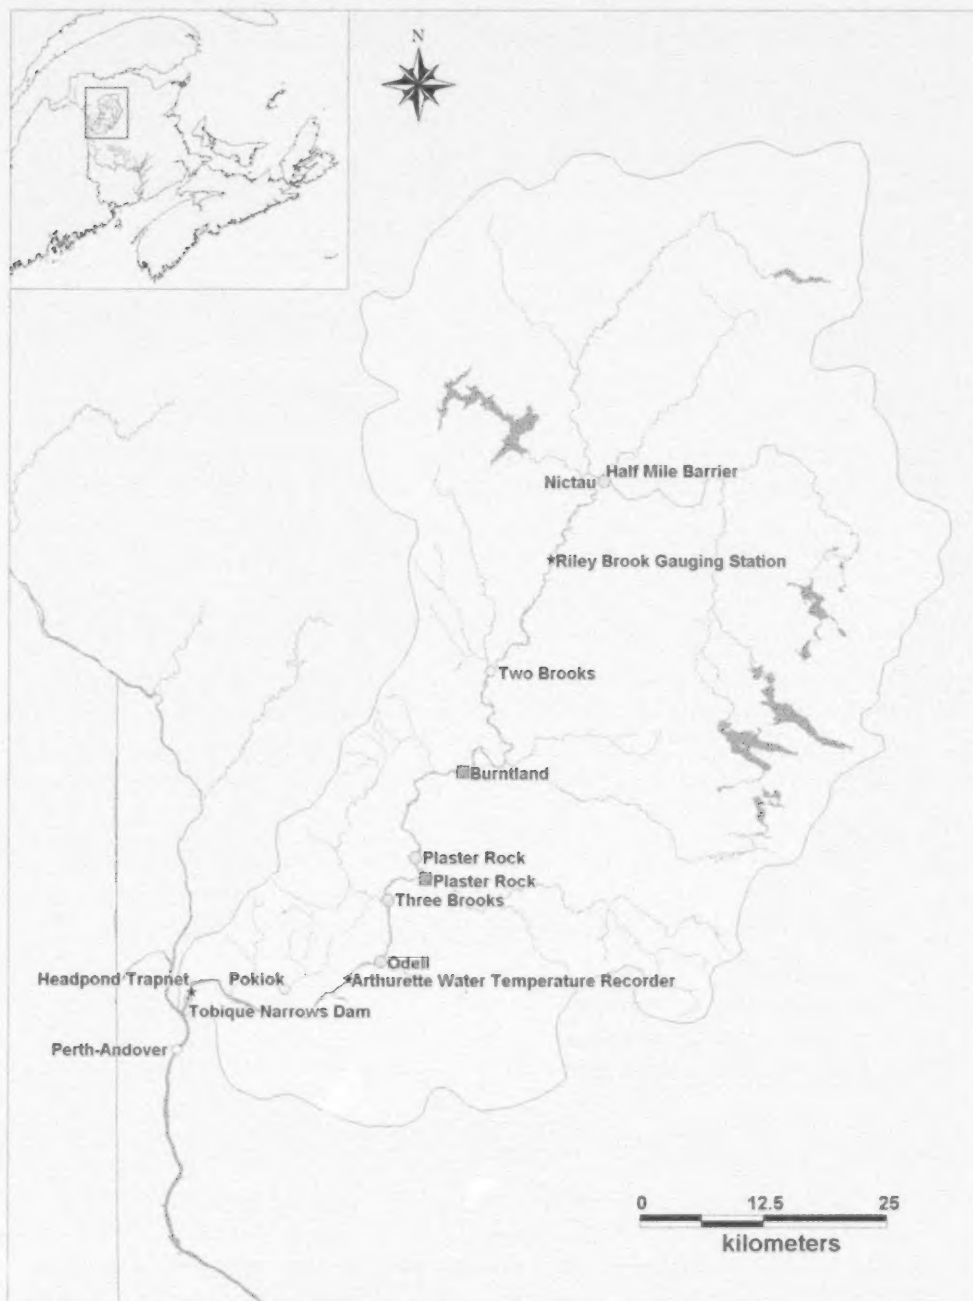 N
Half Mile Barrier
Nictau
Riley Brook Gauging Station
Two Brooks
Burntland
Plaster Rock
Plaster Rock
Three Brooks
Odell
Headpond Trapnet
Pokiok
Arthurette Water Temperature Recorder
Tobique Narrows Dam
Perth-Andover
0 12.5 25
kilometers